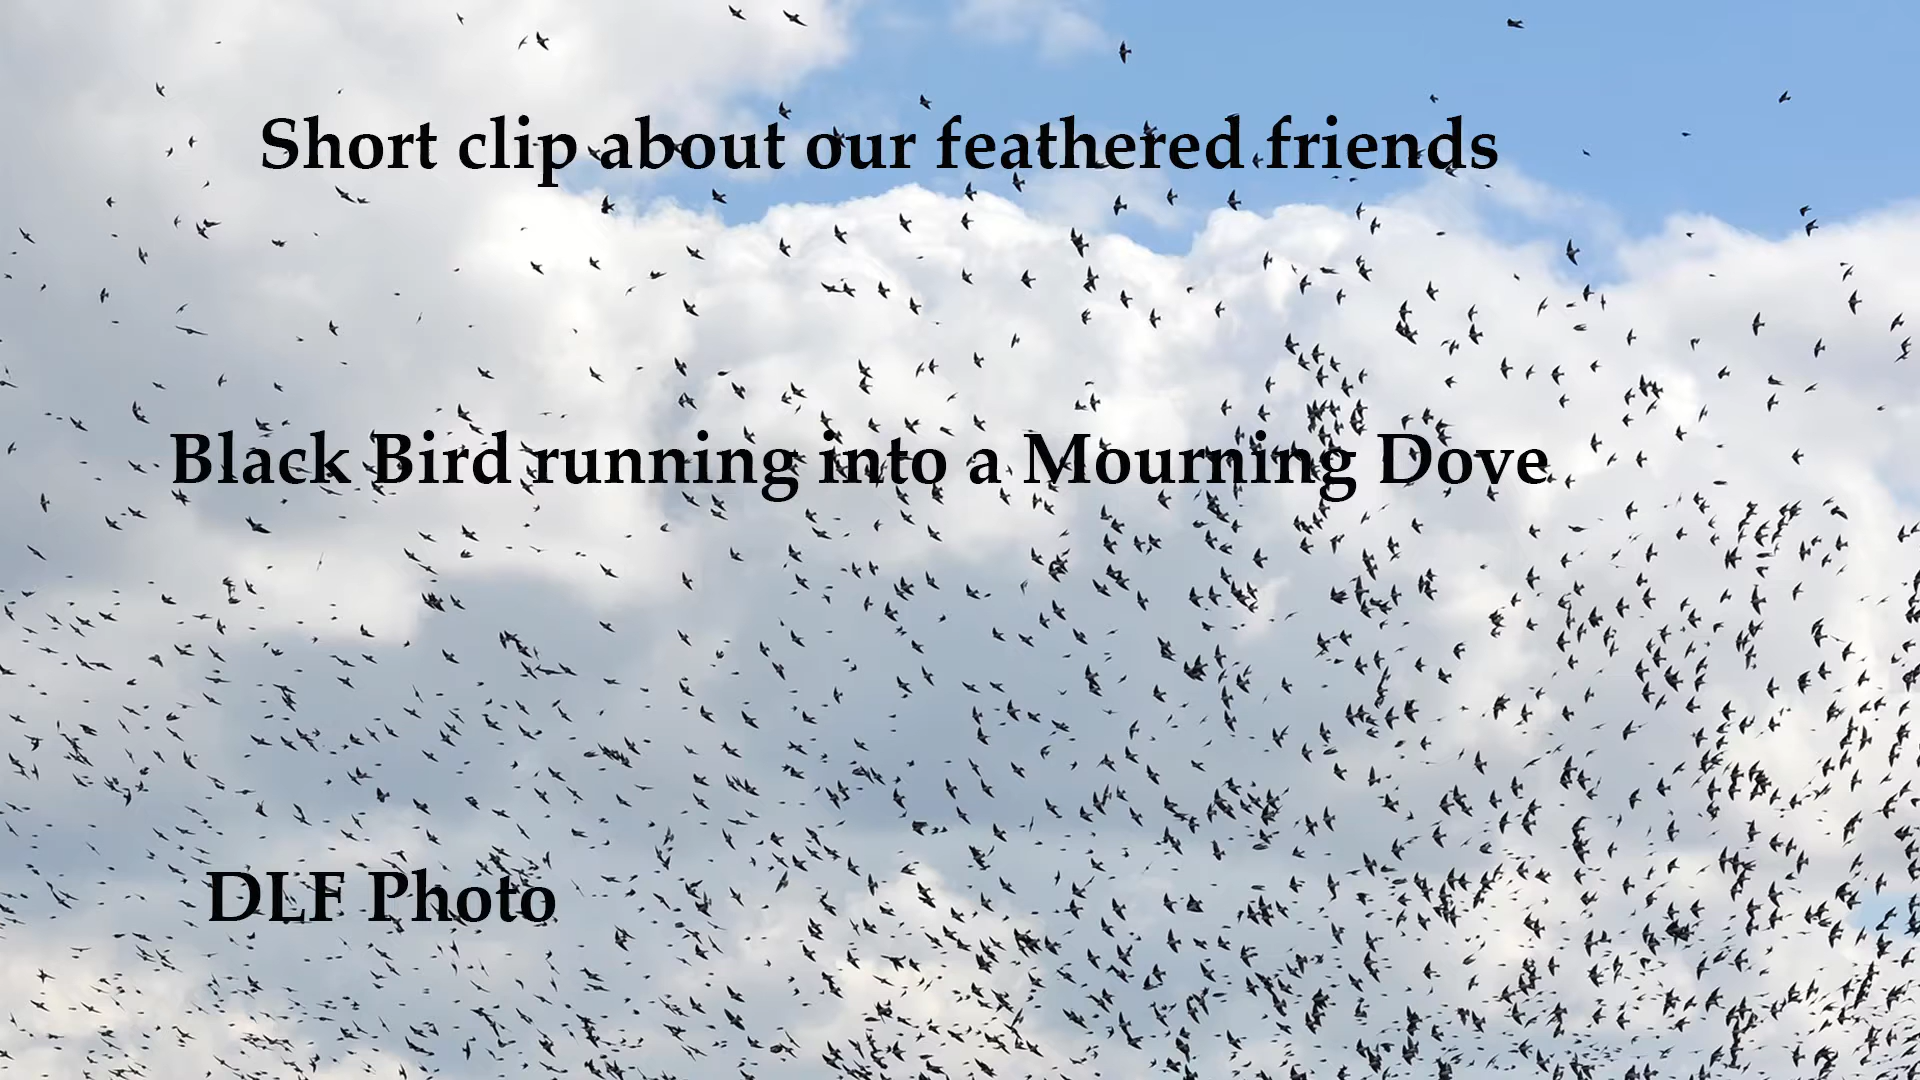 Short clip about our feathered friends
Black Bird running into a Mourning Dove
DLF Photo